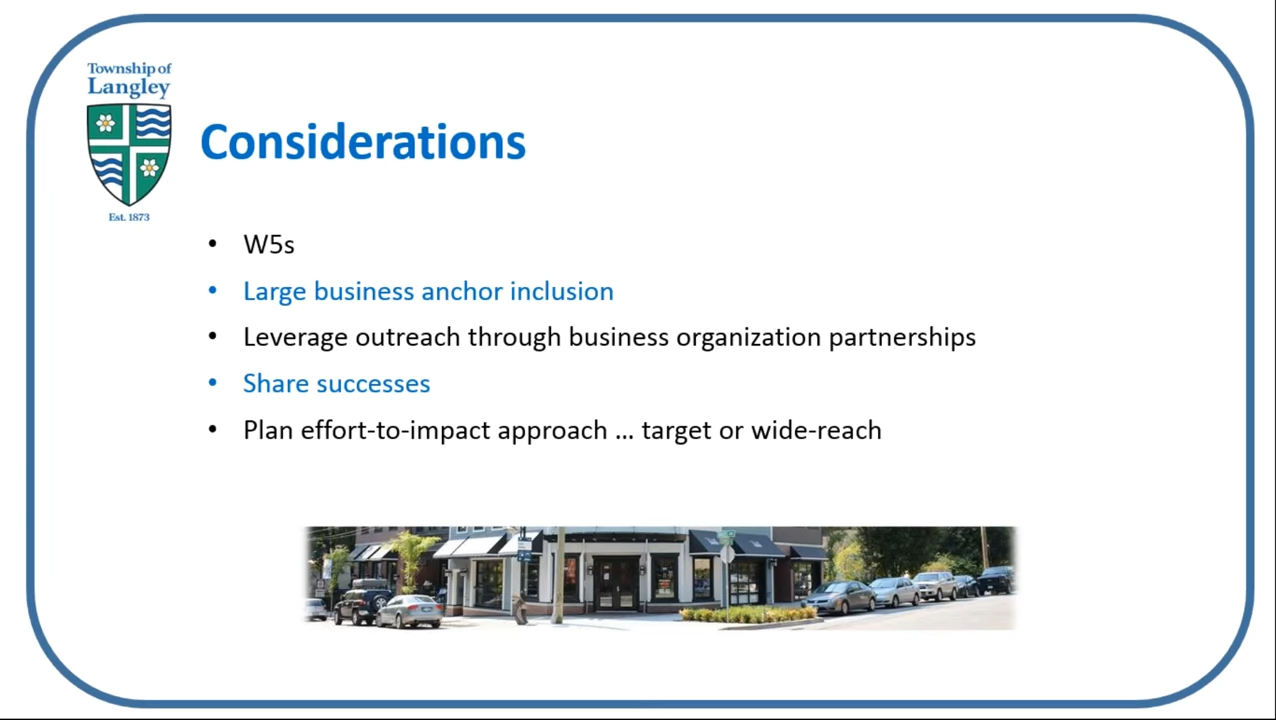 Township of
Langley
Est. 1873
Considerations
• W5s
• Large business anchor inclusion
• Leverage outreach through business organization partnerships
• Share successes
• Plan effort-to-impact approach ... target or wide-reach